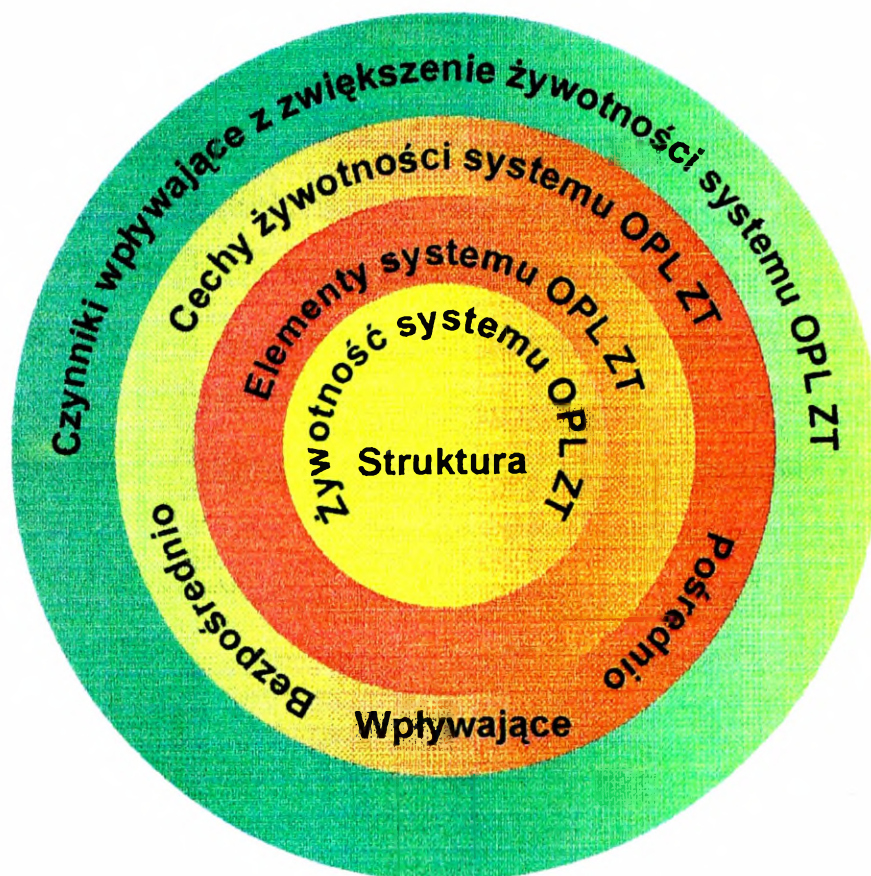 Czynniki wpływające z zwiększenie żywotności systemu OPL ZT
Cechy żywotności systemu OPL ZT
Elementy systemu OPL ZT
Żywotność systemu OPL ZT
Struktura
Bezpośrednio
Wpływające
Pośrednio